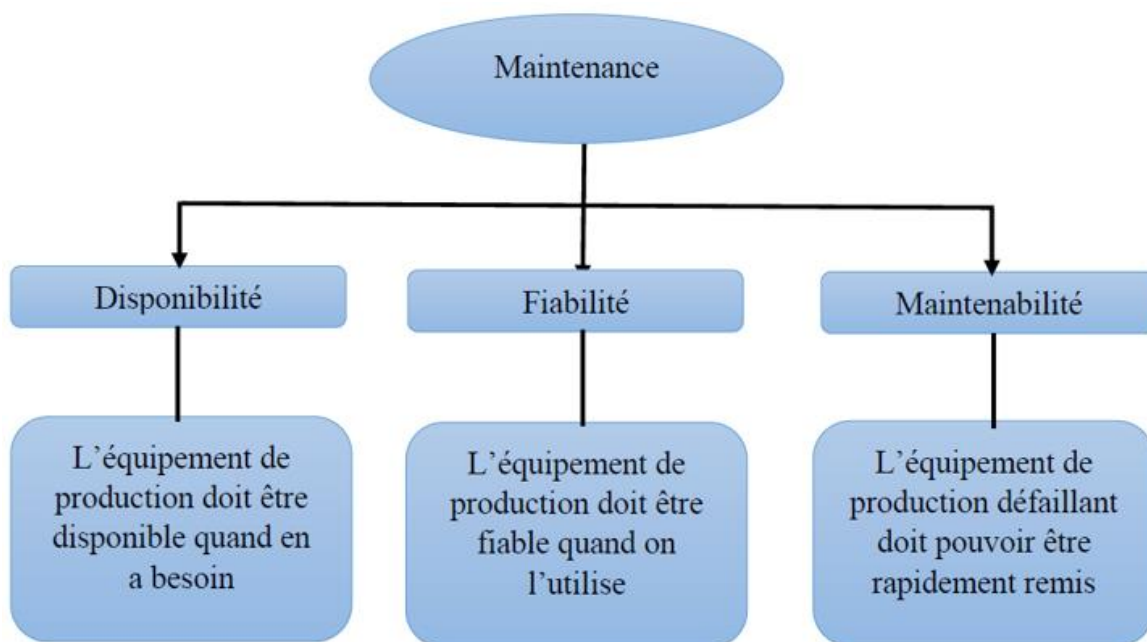 Maintenance
Disponibilité
Fiabilité
Maintenabilité
L’équipement de
production doit être
disponible quand en
a besoin
L’équipement de
production doit être
fiable quand on
l’utilise
L’équipement de
production défaillant
doit pouvoir être
rapidement remis